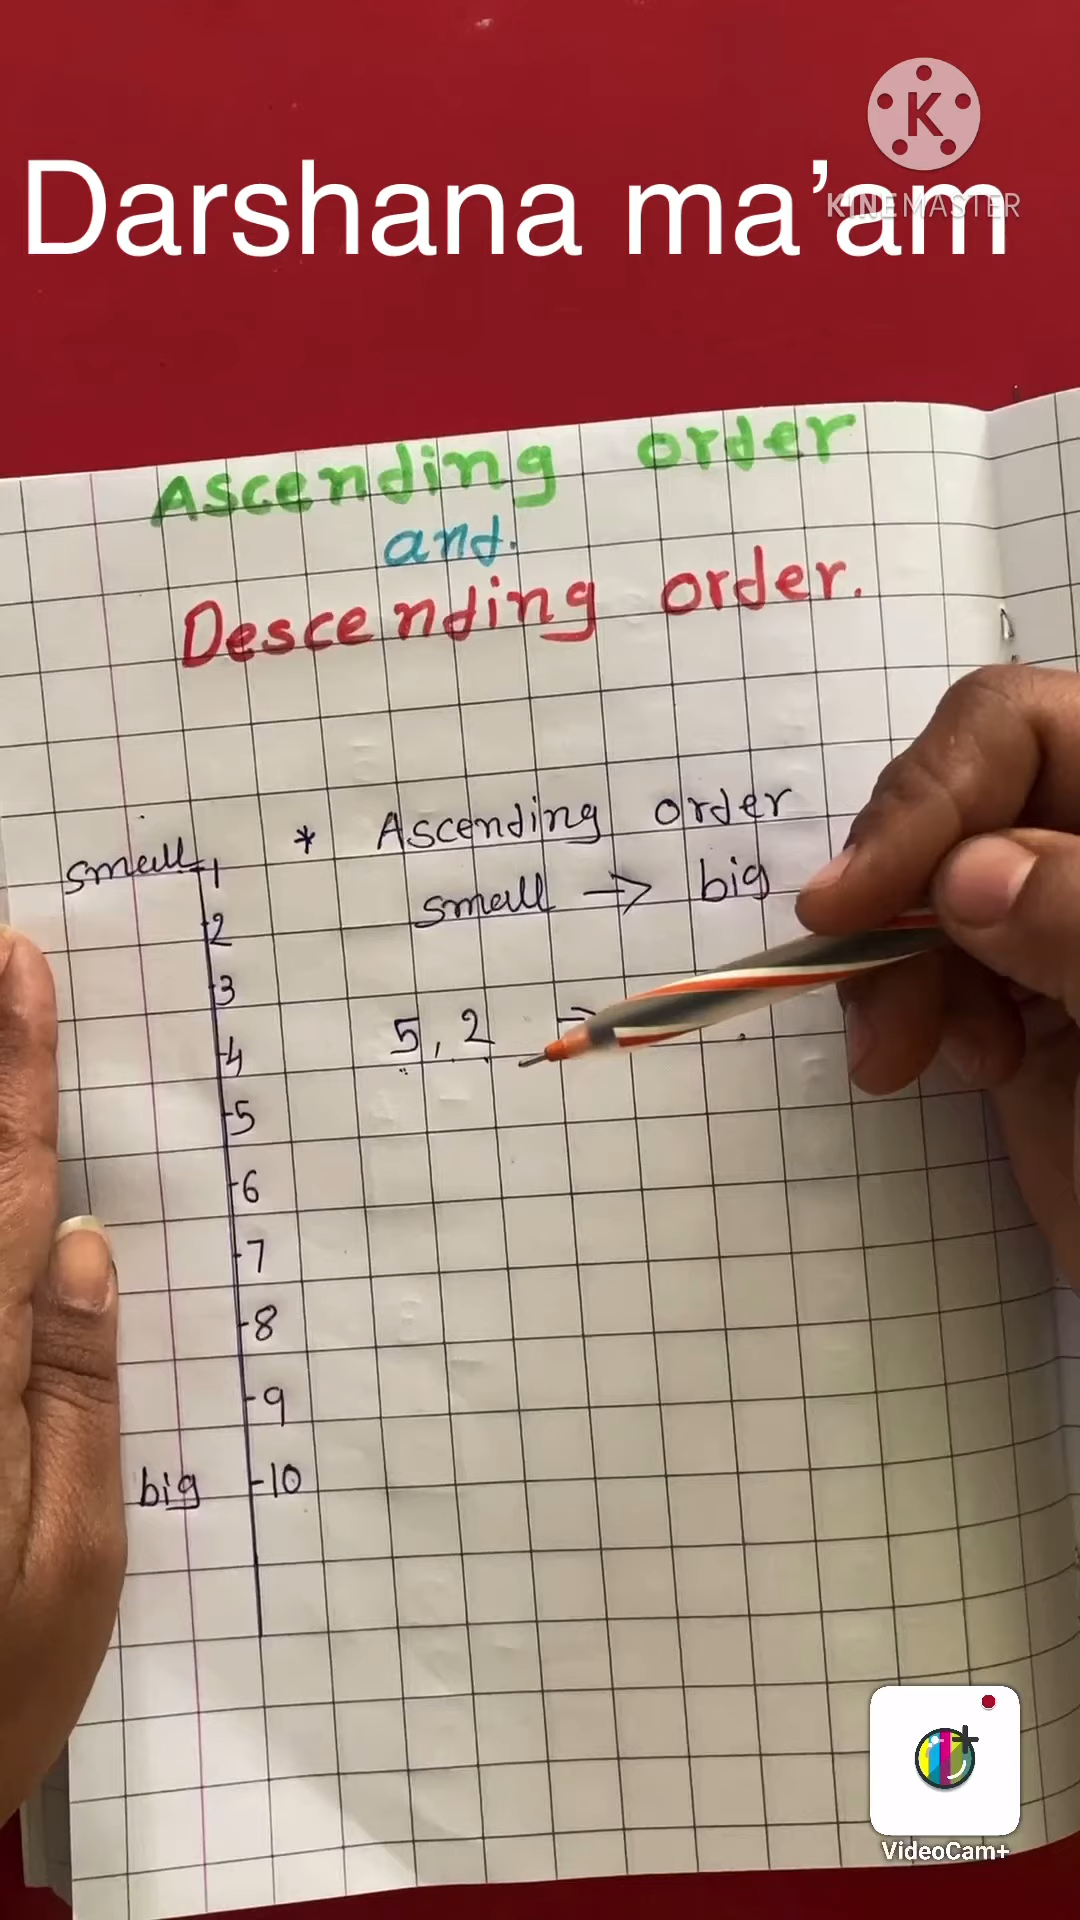 K
KINEMASTER
Darshana ma’am
Ascending order
and.
Descending order.
* Ascending order
small → big
5, 2 →
small 1
2
3
4
5
6
7
8
9
big 10
VideoCam+